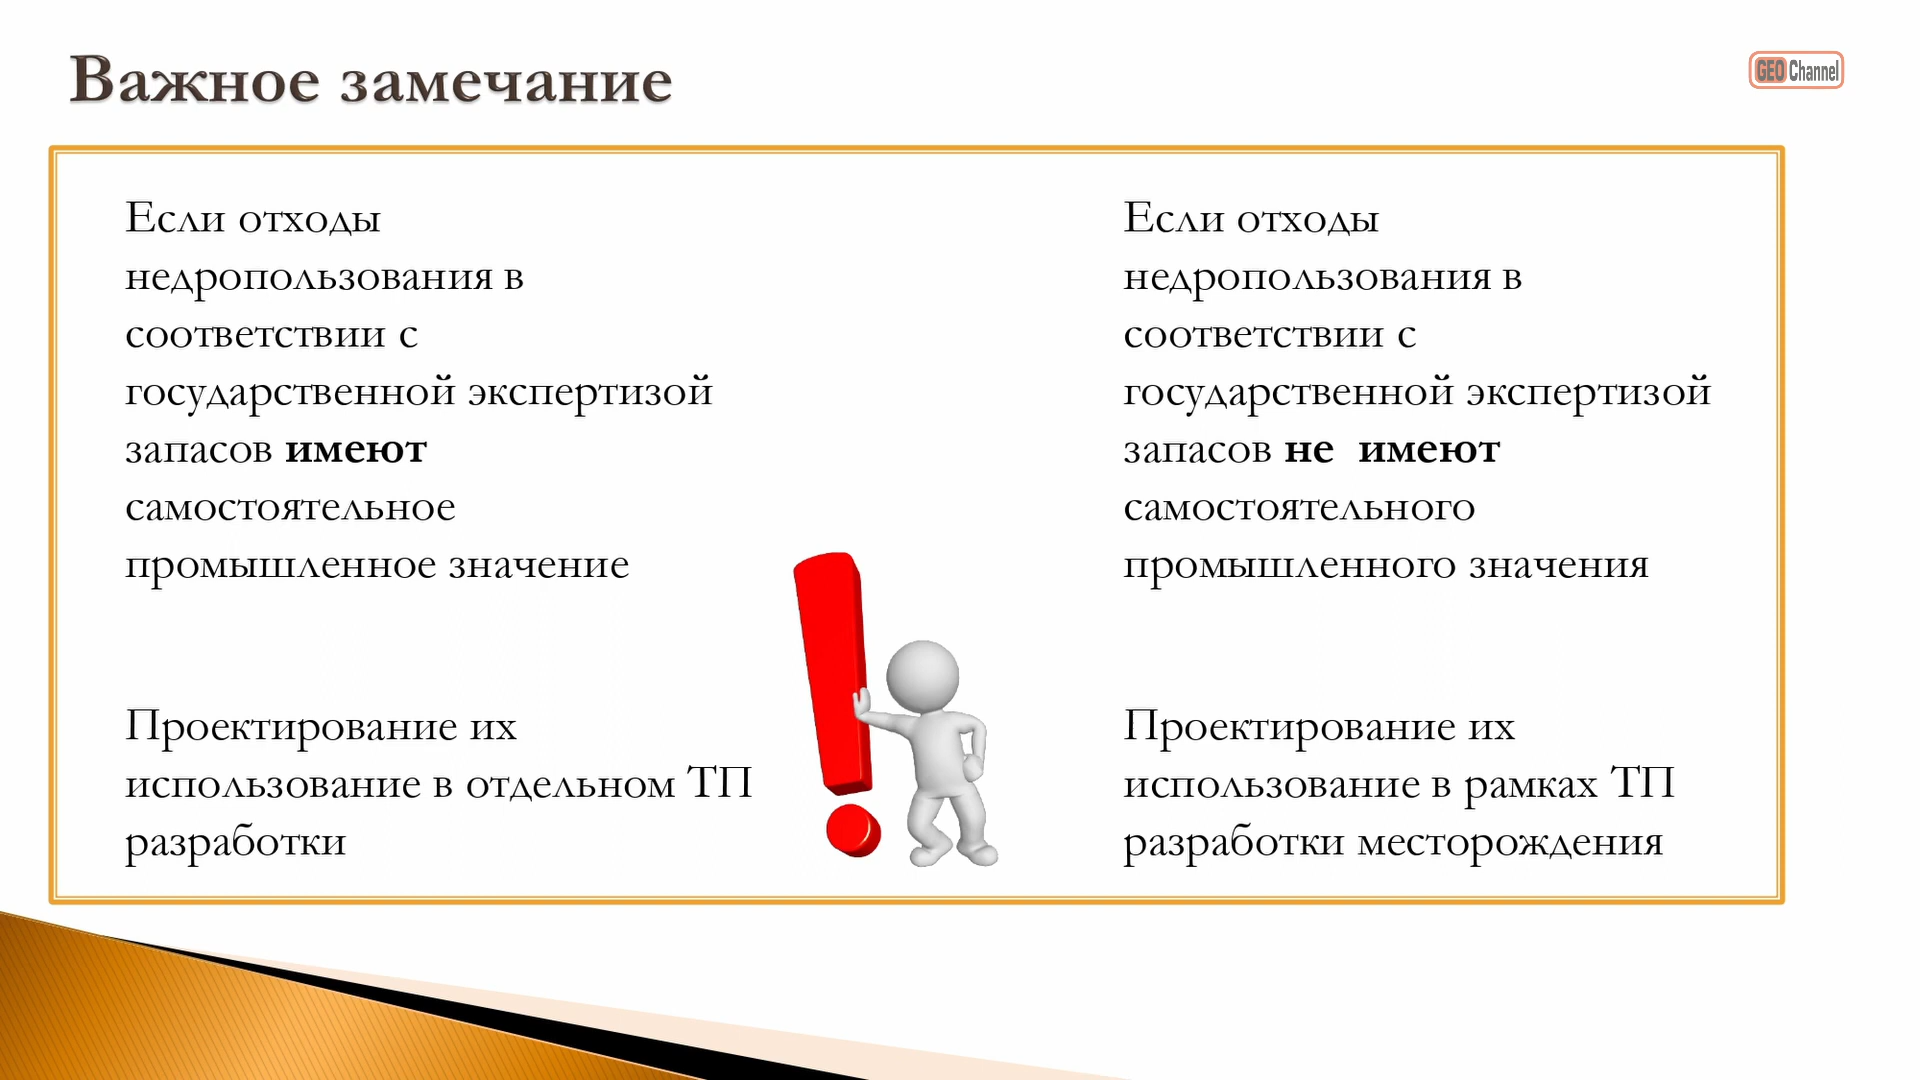 Важное замечание
GEO Channel
Если отходы
недропользования в
соответствии с
государственной экспертизой
запасов имеют
самостоятельное
промышленное значение
Проектирование их
использование в отдельном ТП
разработки
Если отходы
недропользования в
соответствии с
государственной экспертизой
запасов не имеют
самостоятельного
промышленного значения
Проектирование их
использование в рамках ТП
разработки месторождения